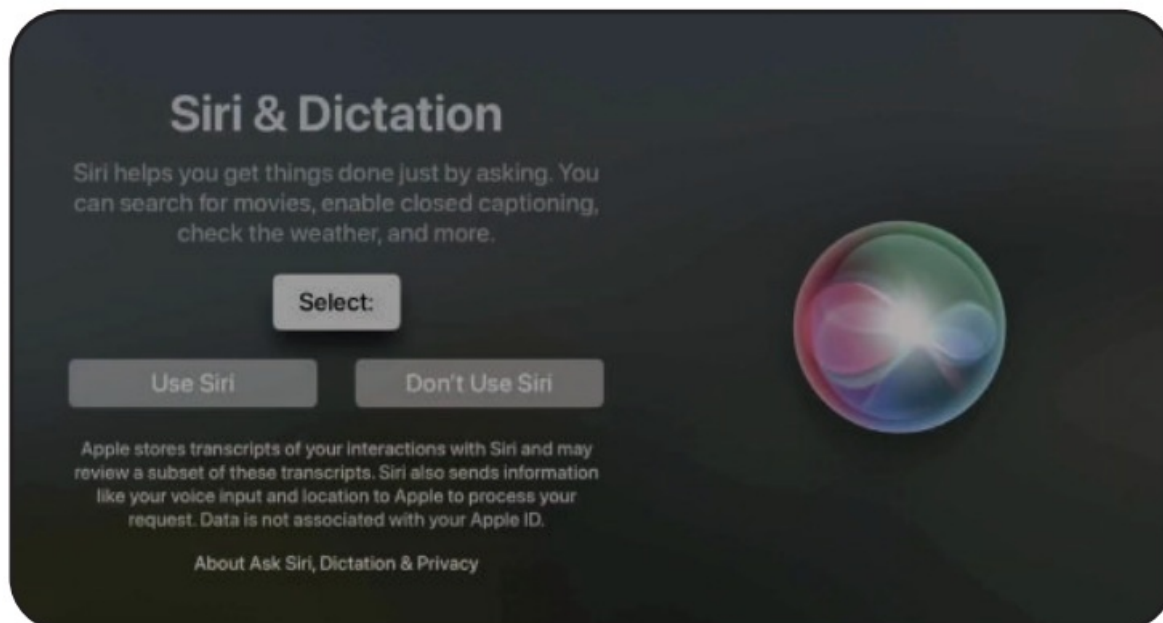 Siri & Dictation
Siri helps you get things done just by asking. You
can search for movies, enable closed captioning,
check the weather, and more.
Select:
Use Siri
Don't Use Siri
Apple stores transcripts of your interactions with Siri and may
review a subset of these transcripts. Siri also sends information
like your voice input and location to Apple to process your
request. Data is not associated with your Apple ID.
About Ask Siri, Dictation & Privacy